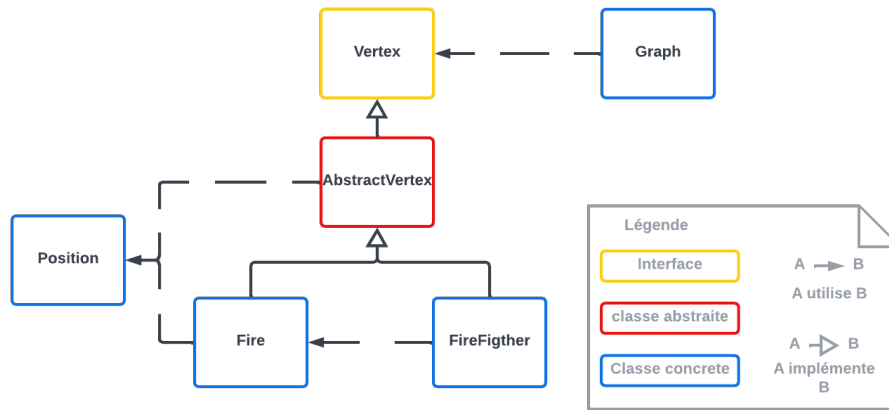 Vertex
Graph
AbstractVertex
Position
Fire
FireFigther
Légende
Interface
A B
A utilise B
classe abstraite
A B
Classe concrete
A implémente
B